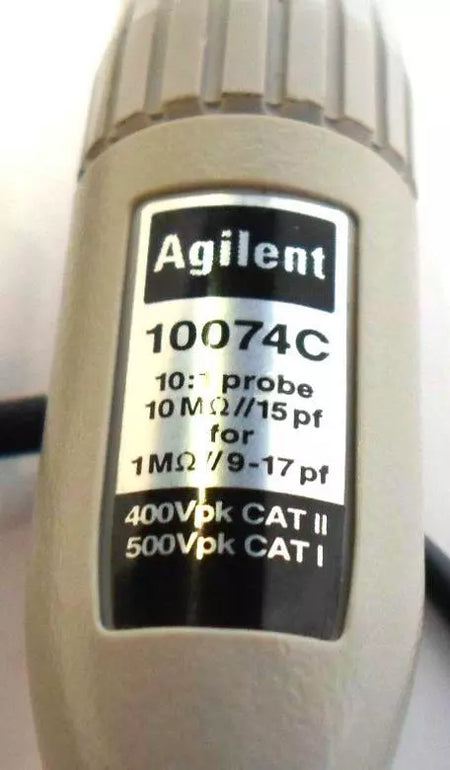 Agilent
10074C
10:1 probe
10 MΩ//15 pf
for
1MΩ//9-17 pf
400Vpk CAT II
500Vpk CAT I